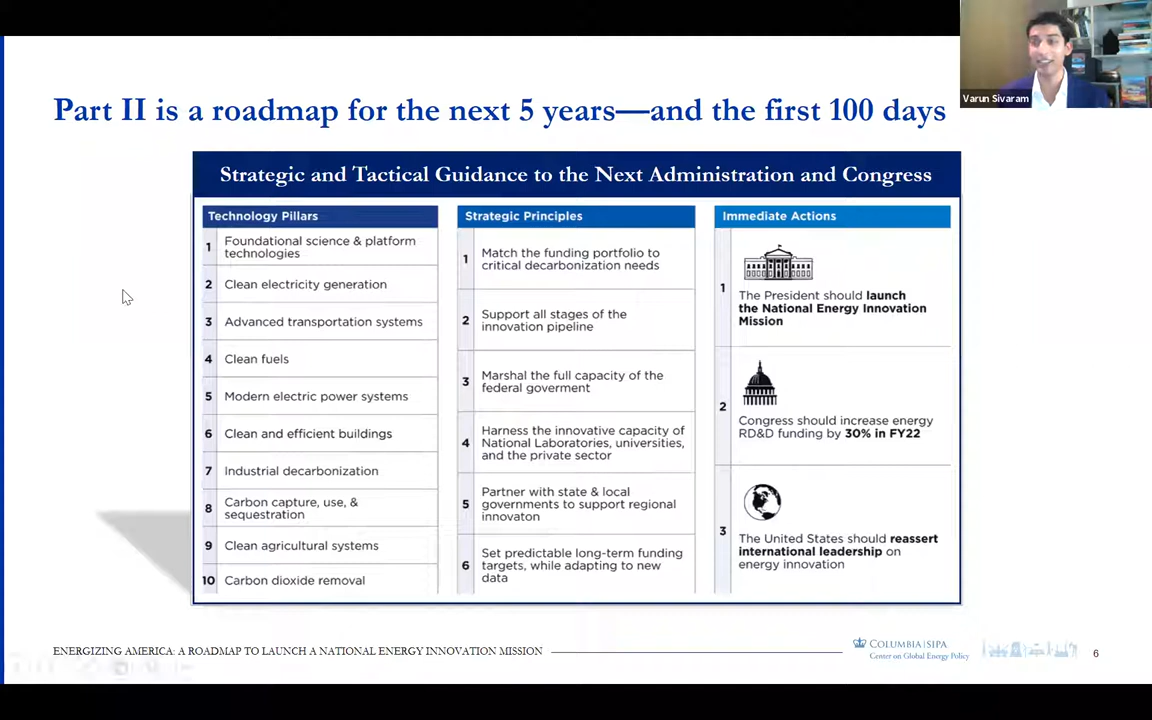 Varun Sivaram
Part II is a roadmap for the next 5 years—and the first 100 days
Strategic and Tactical Guidance to the Next Administration and Congress
Technology Pillars
1 Foundational science & platform
technologies
2 Clean electricity generation
3 Advanced transportation systems
4 Clean fuels
5 Modern electric power systems
6 Clean and efficient buildings
7 Industrial decarbonization
8 Carbon capture, use, &
sequestration
9 Clean agricultural systems
10 Carbon dioxide removal
Strategic Principles
1 Match the funding portfolio to
critical decarbonization needs
2 Support all stages of the
innovation pipeline
3 Marshal the full capacity of the
federal goverment
4 Harness the innovative capacity of
National Laboratories, universities,
and the private sector
5 Partner with state & local
governments to support regional
innovaton
6 Set predictable long-term funding
targets, while adapting to new
data
Immediate Actions
1 The President should launch
the National Energy Innovation
Mission
2 Congress should increase energy
RD&D funding by 30% in FY22
3 The United States should reassert
international leadership on
energy innovation
ENERGIZING AMERICA: A ROADMAP TO LAUNCH A NATIONAL ENERGY INNOVATION MISSION
COLUMBIA | SIPA
Center on Global Energy Policy
6